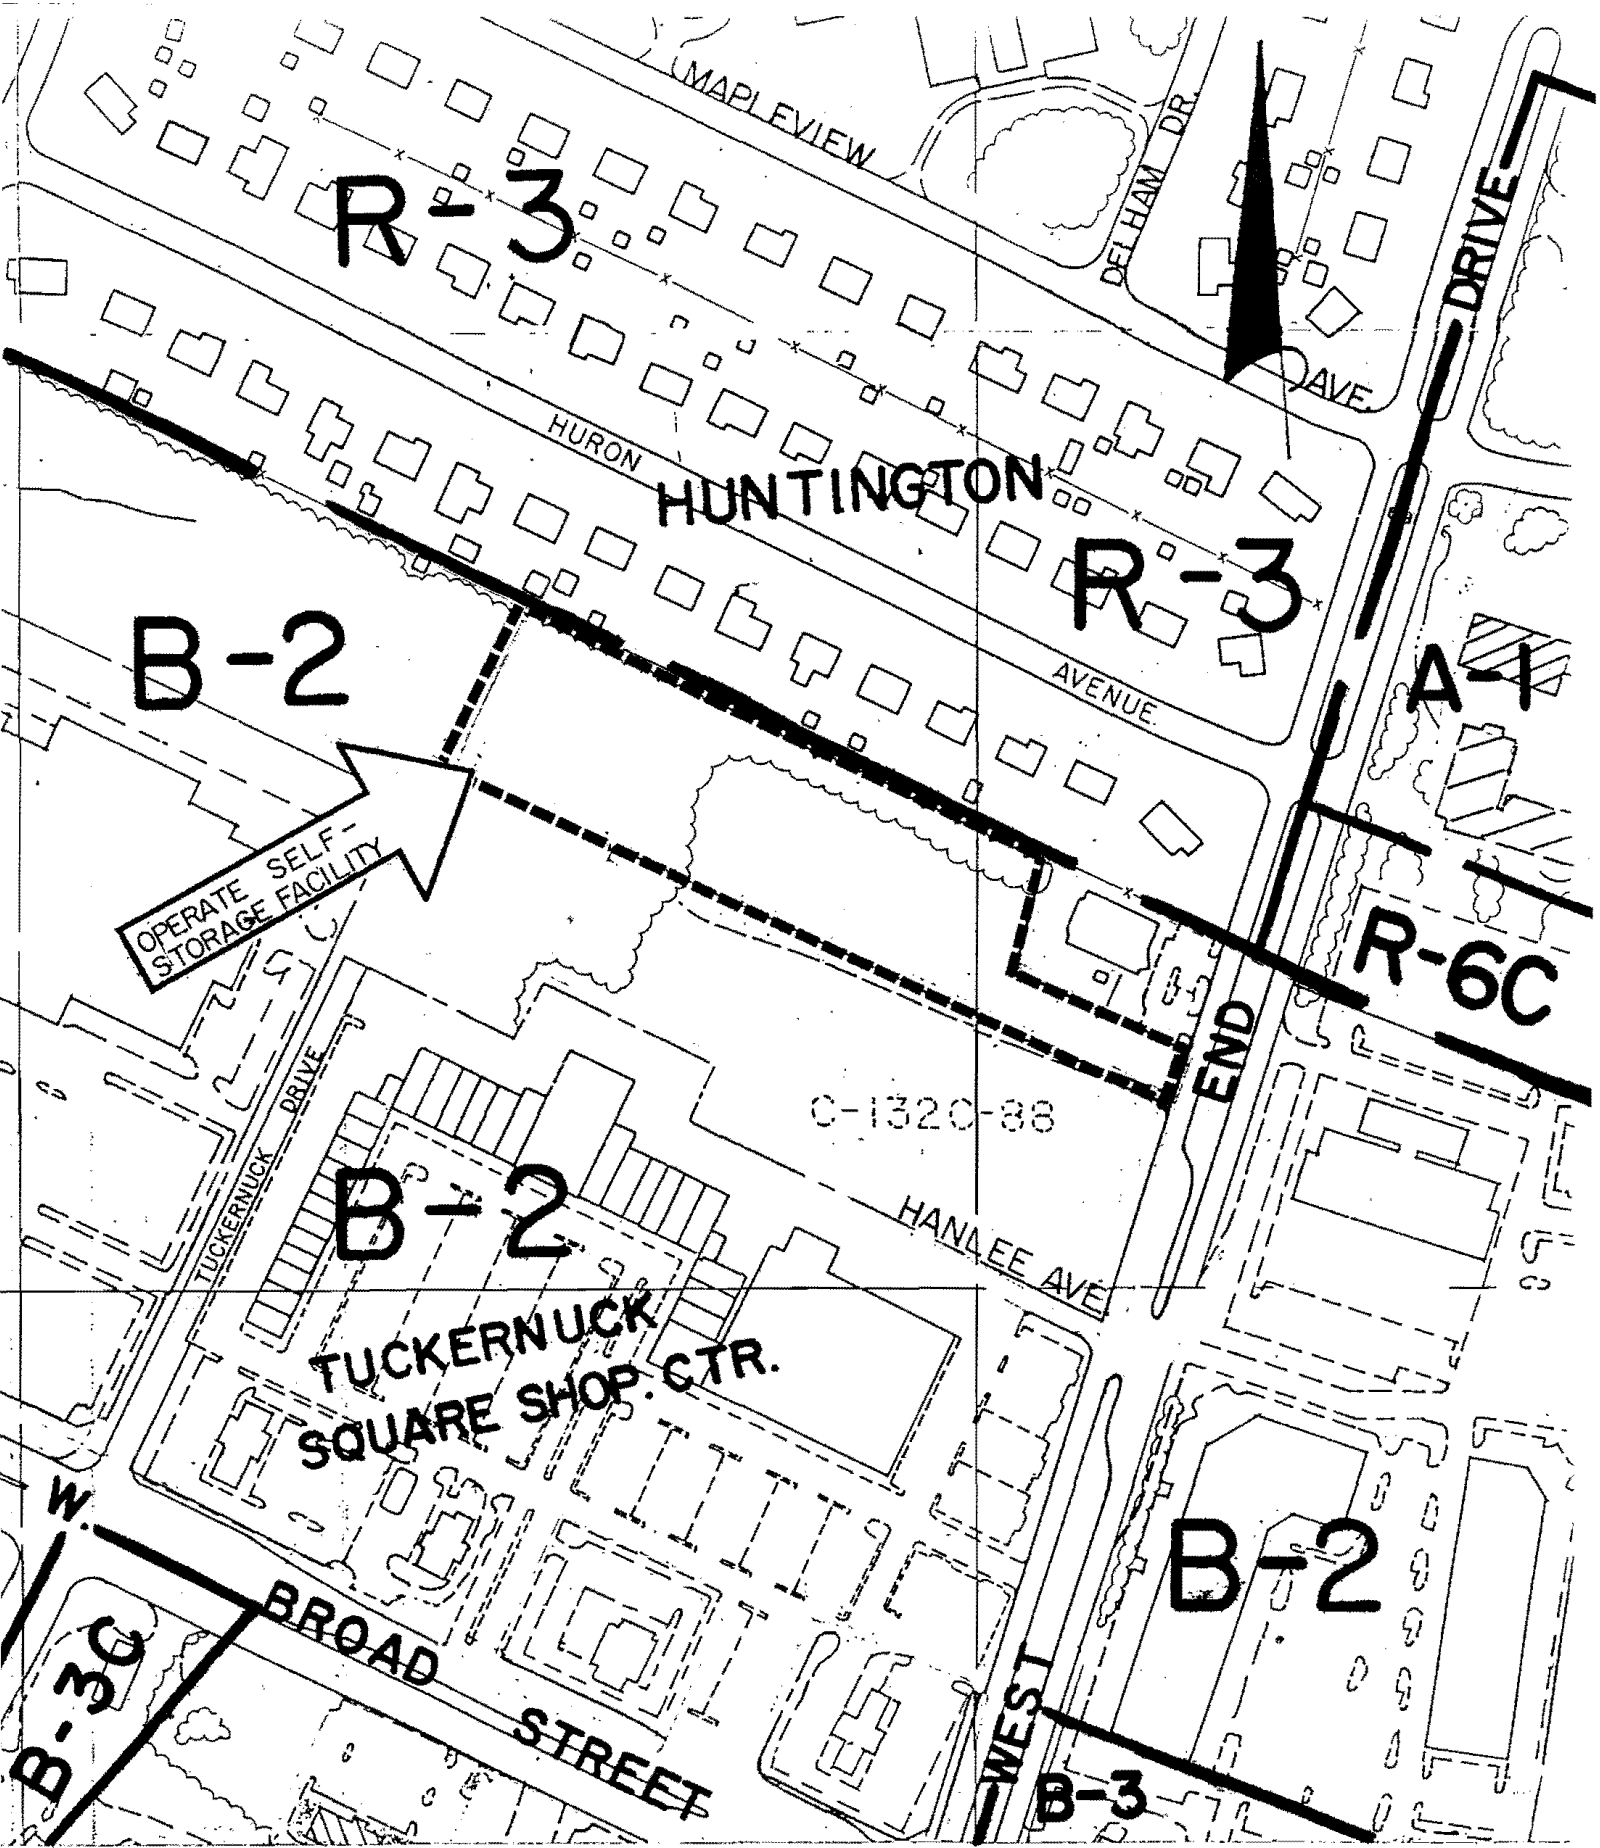 MAPLEVIEW
AVE.
DELHAM DR.
DRIVE
R-3
HURON
AVENUE
HUNTINGTON
R-3
B-2
A-1
OPERATE SELF-
STORAGE FACILITY
R-6C
END
C-132C-88
TUCKERNUCK DRIVE
B-2
HANLEE AVE.
TUCKERNUCK
SQUARE SHOP. CTR.
W.
BROAD
STREET
B-2
B-3C
WEST
B-3